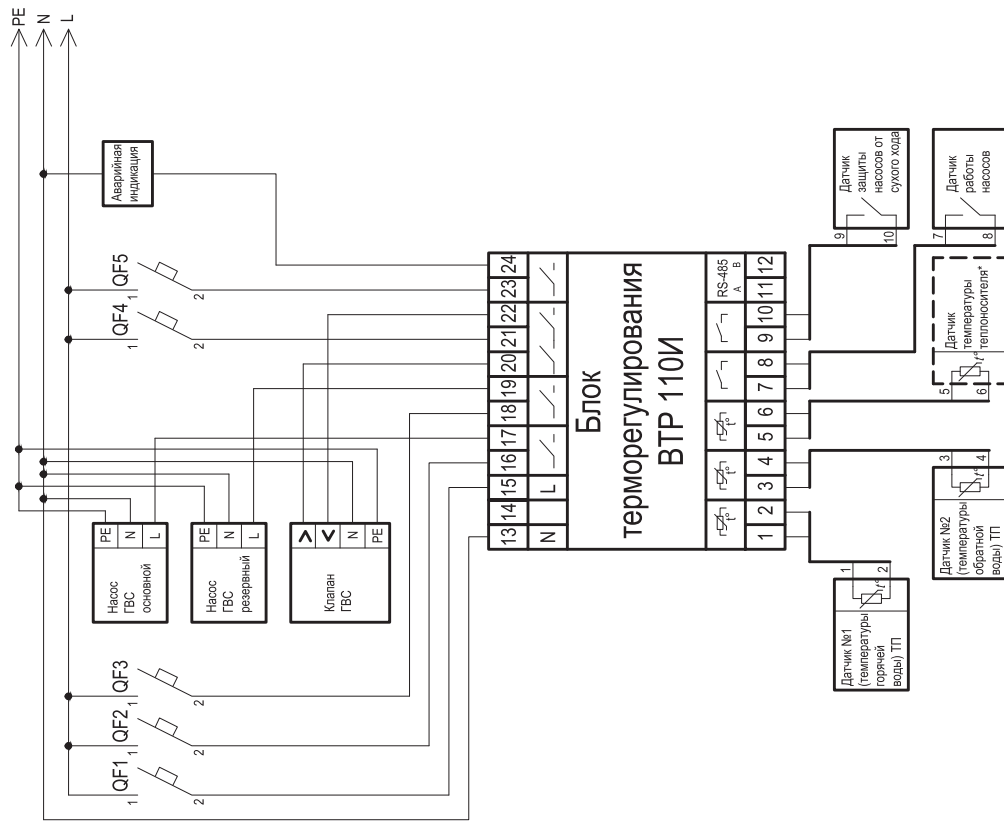 PE
N
L
Аварийная
индикация
QF5
1
2
QF4
1
2
QF3
1
2
QF2
1
2
QF1
1
2
PE
N
L
Насос
ГВС
основной
PE
N
L
Насос
ГВС
резервный
<
>
N
PE
Клапан
ГВС
13 14 15 16 17 18 19 20 21 22 23 24
N L
Блок
терморегулирования
ВТР 110И
t° t° t° RS-485
A B
1 2 3 4 5 6 7 8 9 10 11 12
1
2
t°
Датчик №1
(температуры
горячей
воды) ТП
3
4
t°
Датчик №2
(температуры
обратной
воды) ТП
5
6
t°
Датчик
температуры
теплоносителя*
7
8
Датчик
работы
насосов
9
10
Датчик
защиты
насосов от
сухого хода